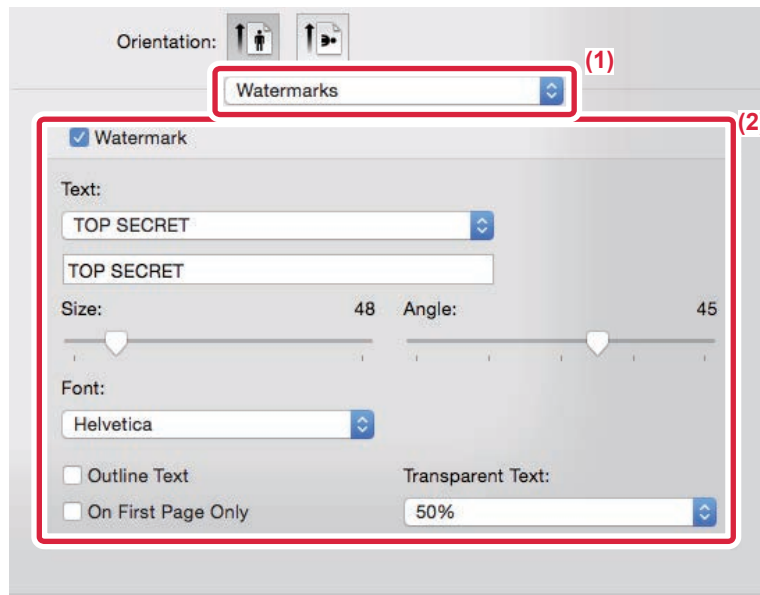 Orientation:
(1)
Watermarks
(2
Watermark
Text:
TOP SECRET
TOP SECRET
Size: 48 Angle: 45
Font:
Helvetica
Outline Text Transparent Text:
On First Page Only 50%